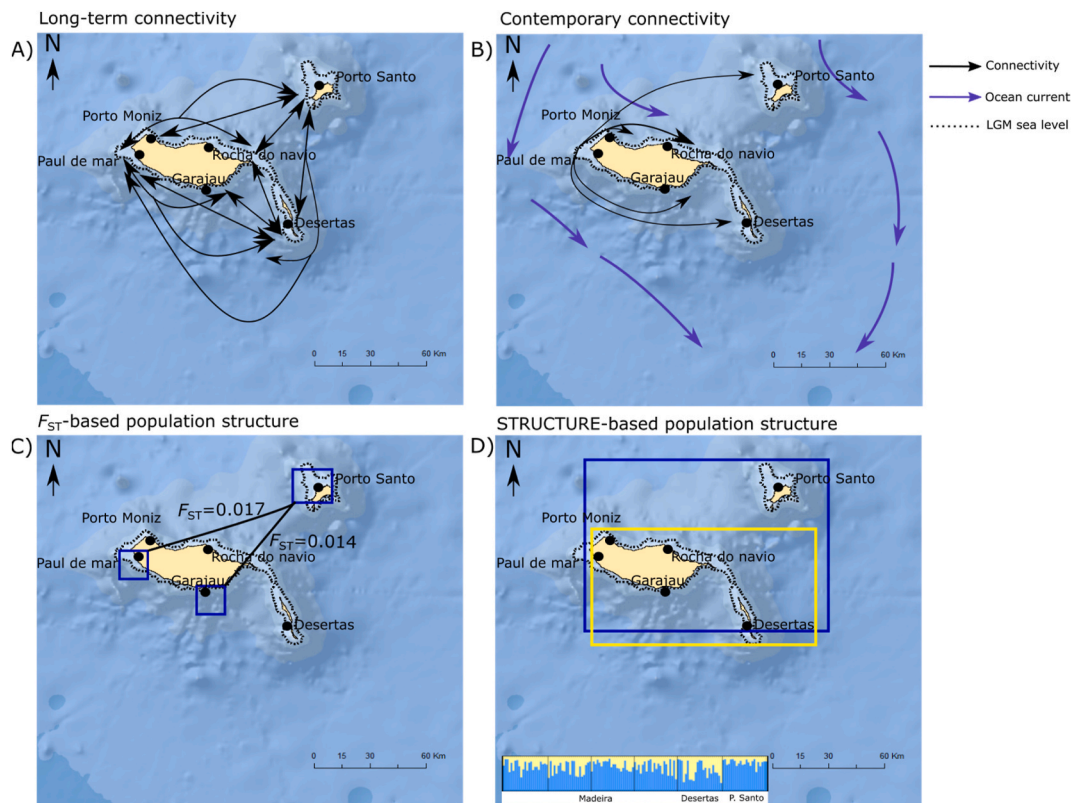 Long-term connectivity
A)
N
Porto Santo
Porto Moniz
Paul de mar
Rocha do navio
Garajau
Desertas
0 15 30 60 Km
Contemporary connectivity
B)
N
Porto Santo
Porto Moniz
Paul de mar
Rocha do navio
Garajau
Desertas
0 15 30 60 Km
Connectivity
Ocean current
LGM sea level
FST-based population structure
C)
N
Porto Santo
FST=0.017
Porto Moniz
FST=0.014
Paul de mar
Rocha do navio
Garajau
Desertas
0 15 30 60 Km
STRUCTURE-based population structure
D)
N
Porto Santo
Porto Moniz
Paul de mar
Rocha do navio
Garajau
Desertas
0 15 30 60 Km
Madeira Desertas P. Santo